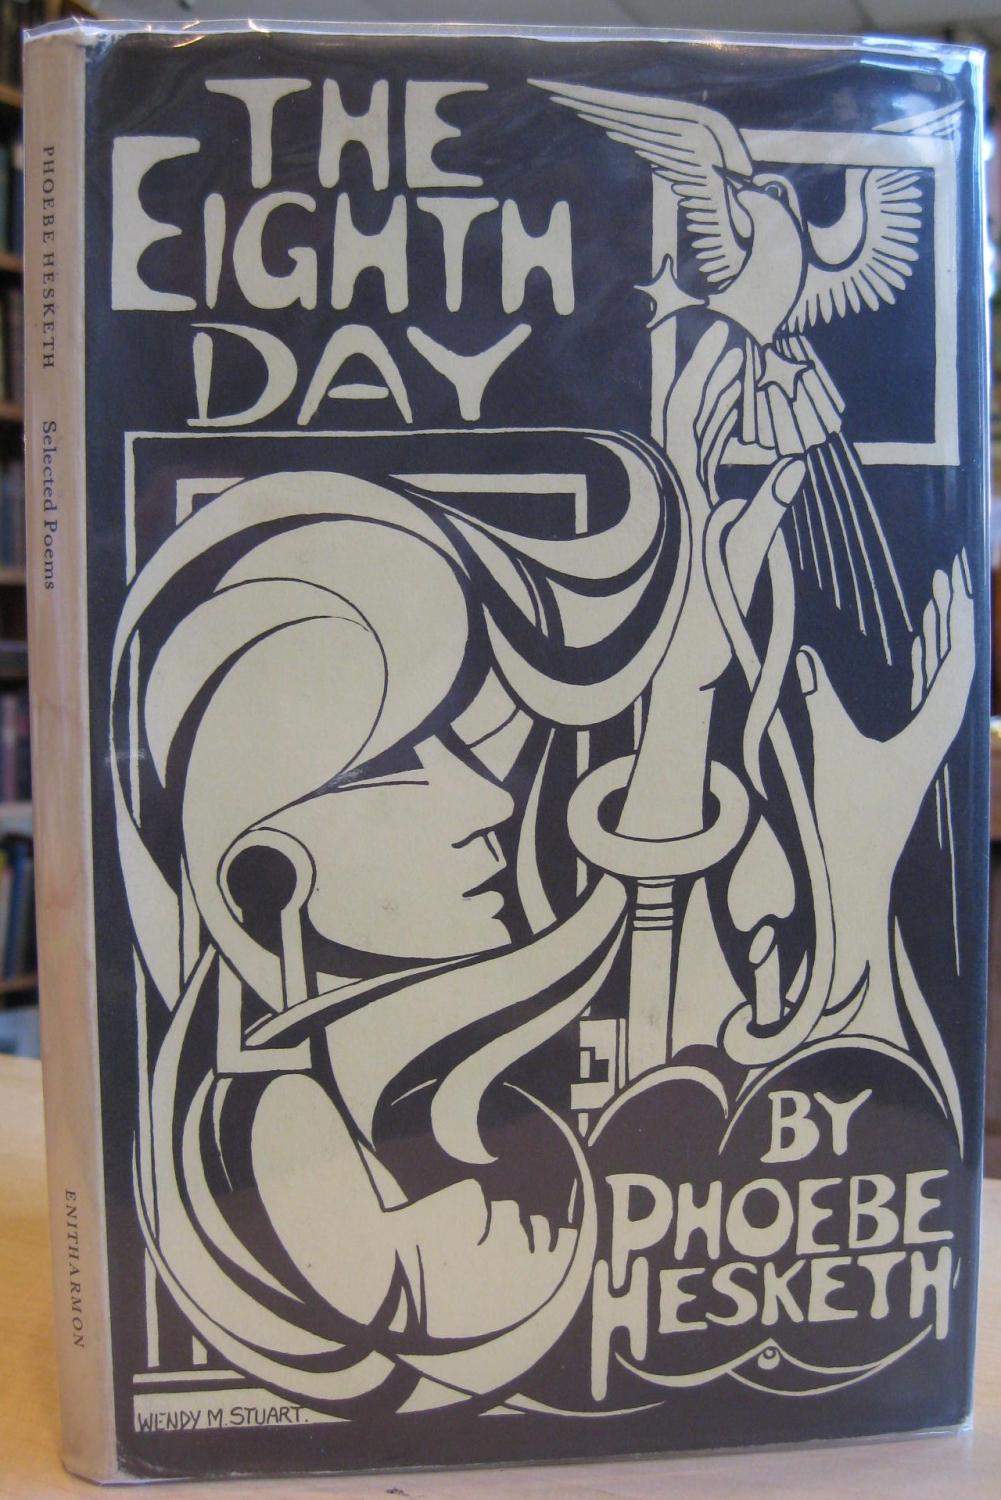 THE
EIGHTH
DAY
BY
PHOEBE
HESKETH
WENDY M. STUART.
PHOEBE HESKETH Selected Poems ENITHARMON